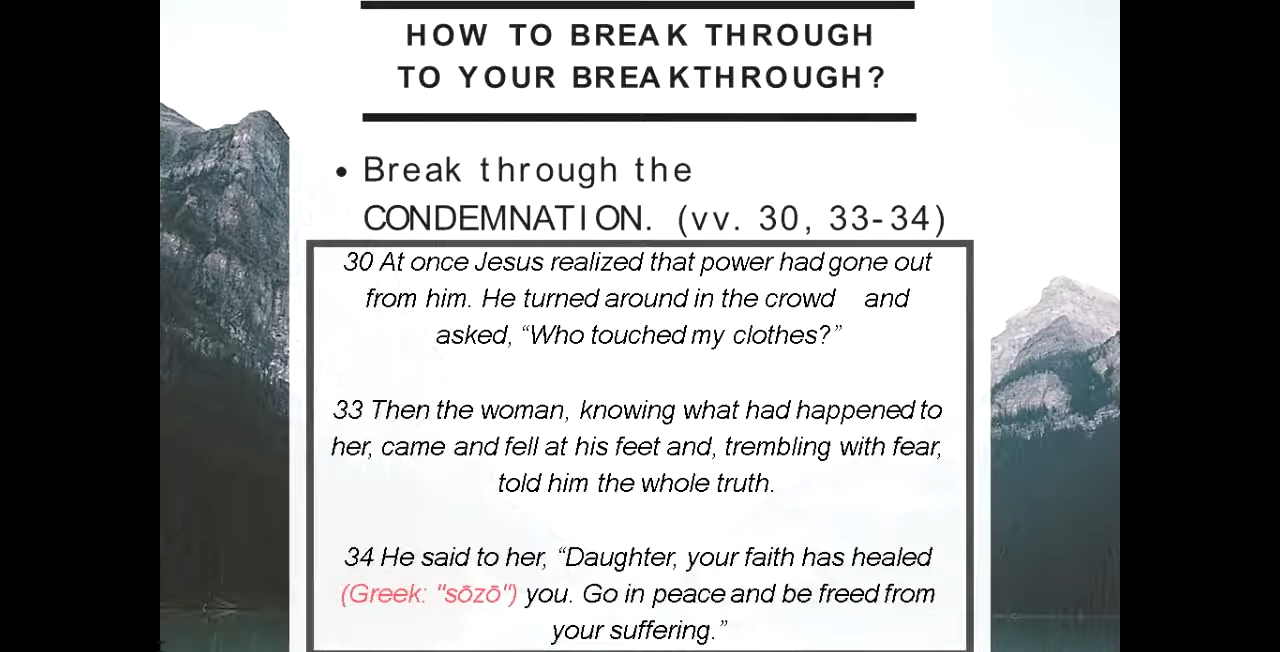 HOW TO BREAK THROUGH
TO YOUR BREAKTHROUGH?
• Break through the
CONDEMNATION. (vv. 30, 33-34)
30 At once Jesus realized that power had gone out
from him. He turned around in the crowd and
asked, “Who touched my clothes?”
33 Then the woman, knowing what had happened to
her, came and fell at his feet and, trembling with fear,
told him the whole truth.
34 He said to her, “Daughter, your faith has healed
(Greek: "sōzō") you. Go in peace and be freed from
your suffering.”